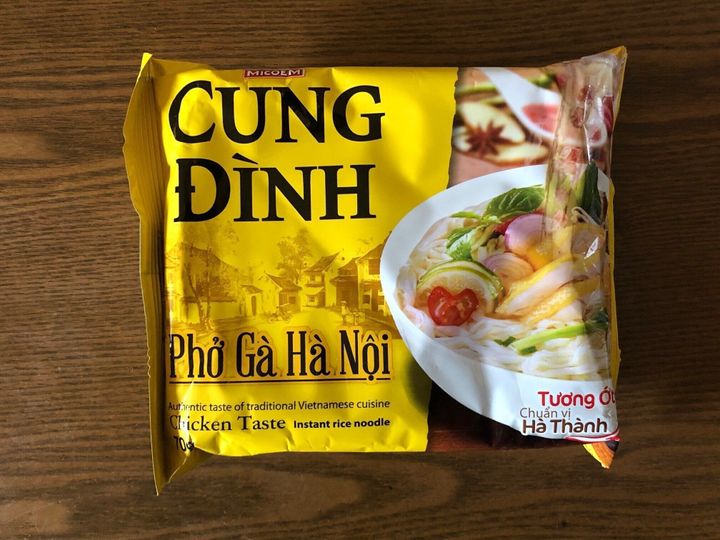 MICOEM
CUNG
ĐÌNH
Phở Gà Hà Nội
Authentic taste of traditional Vietnamese cuisine
Chicken Taste Instant rice noodle
70g
Tương Ớt
Chuẩn vị
Hà Thành